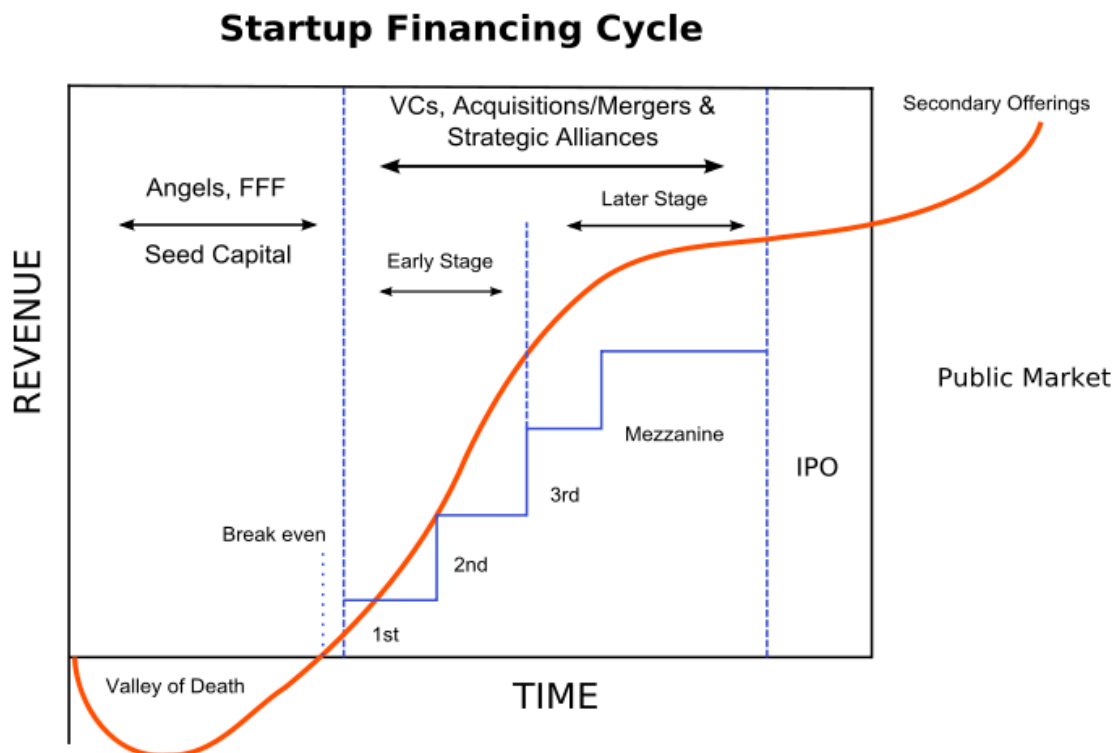 Startup Financing Cycle
VCs, Acquisitions/Mergers &
Strategic Alliances
Secondary Offerings
Angels, FFF
Seed Capital
Later Stage
Early Stage
REVENUE
Public Market
Mezzanine
IPO
3rd
Break even
2nd
1st
Valley of Death
TIME